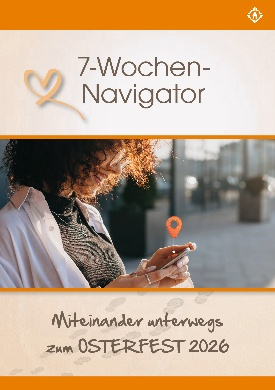 7-Wochen-
Navigator
Miteinander unterwegs
zum OSTERFEST 2026